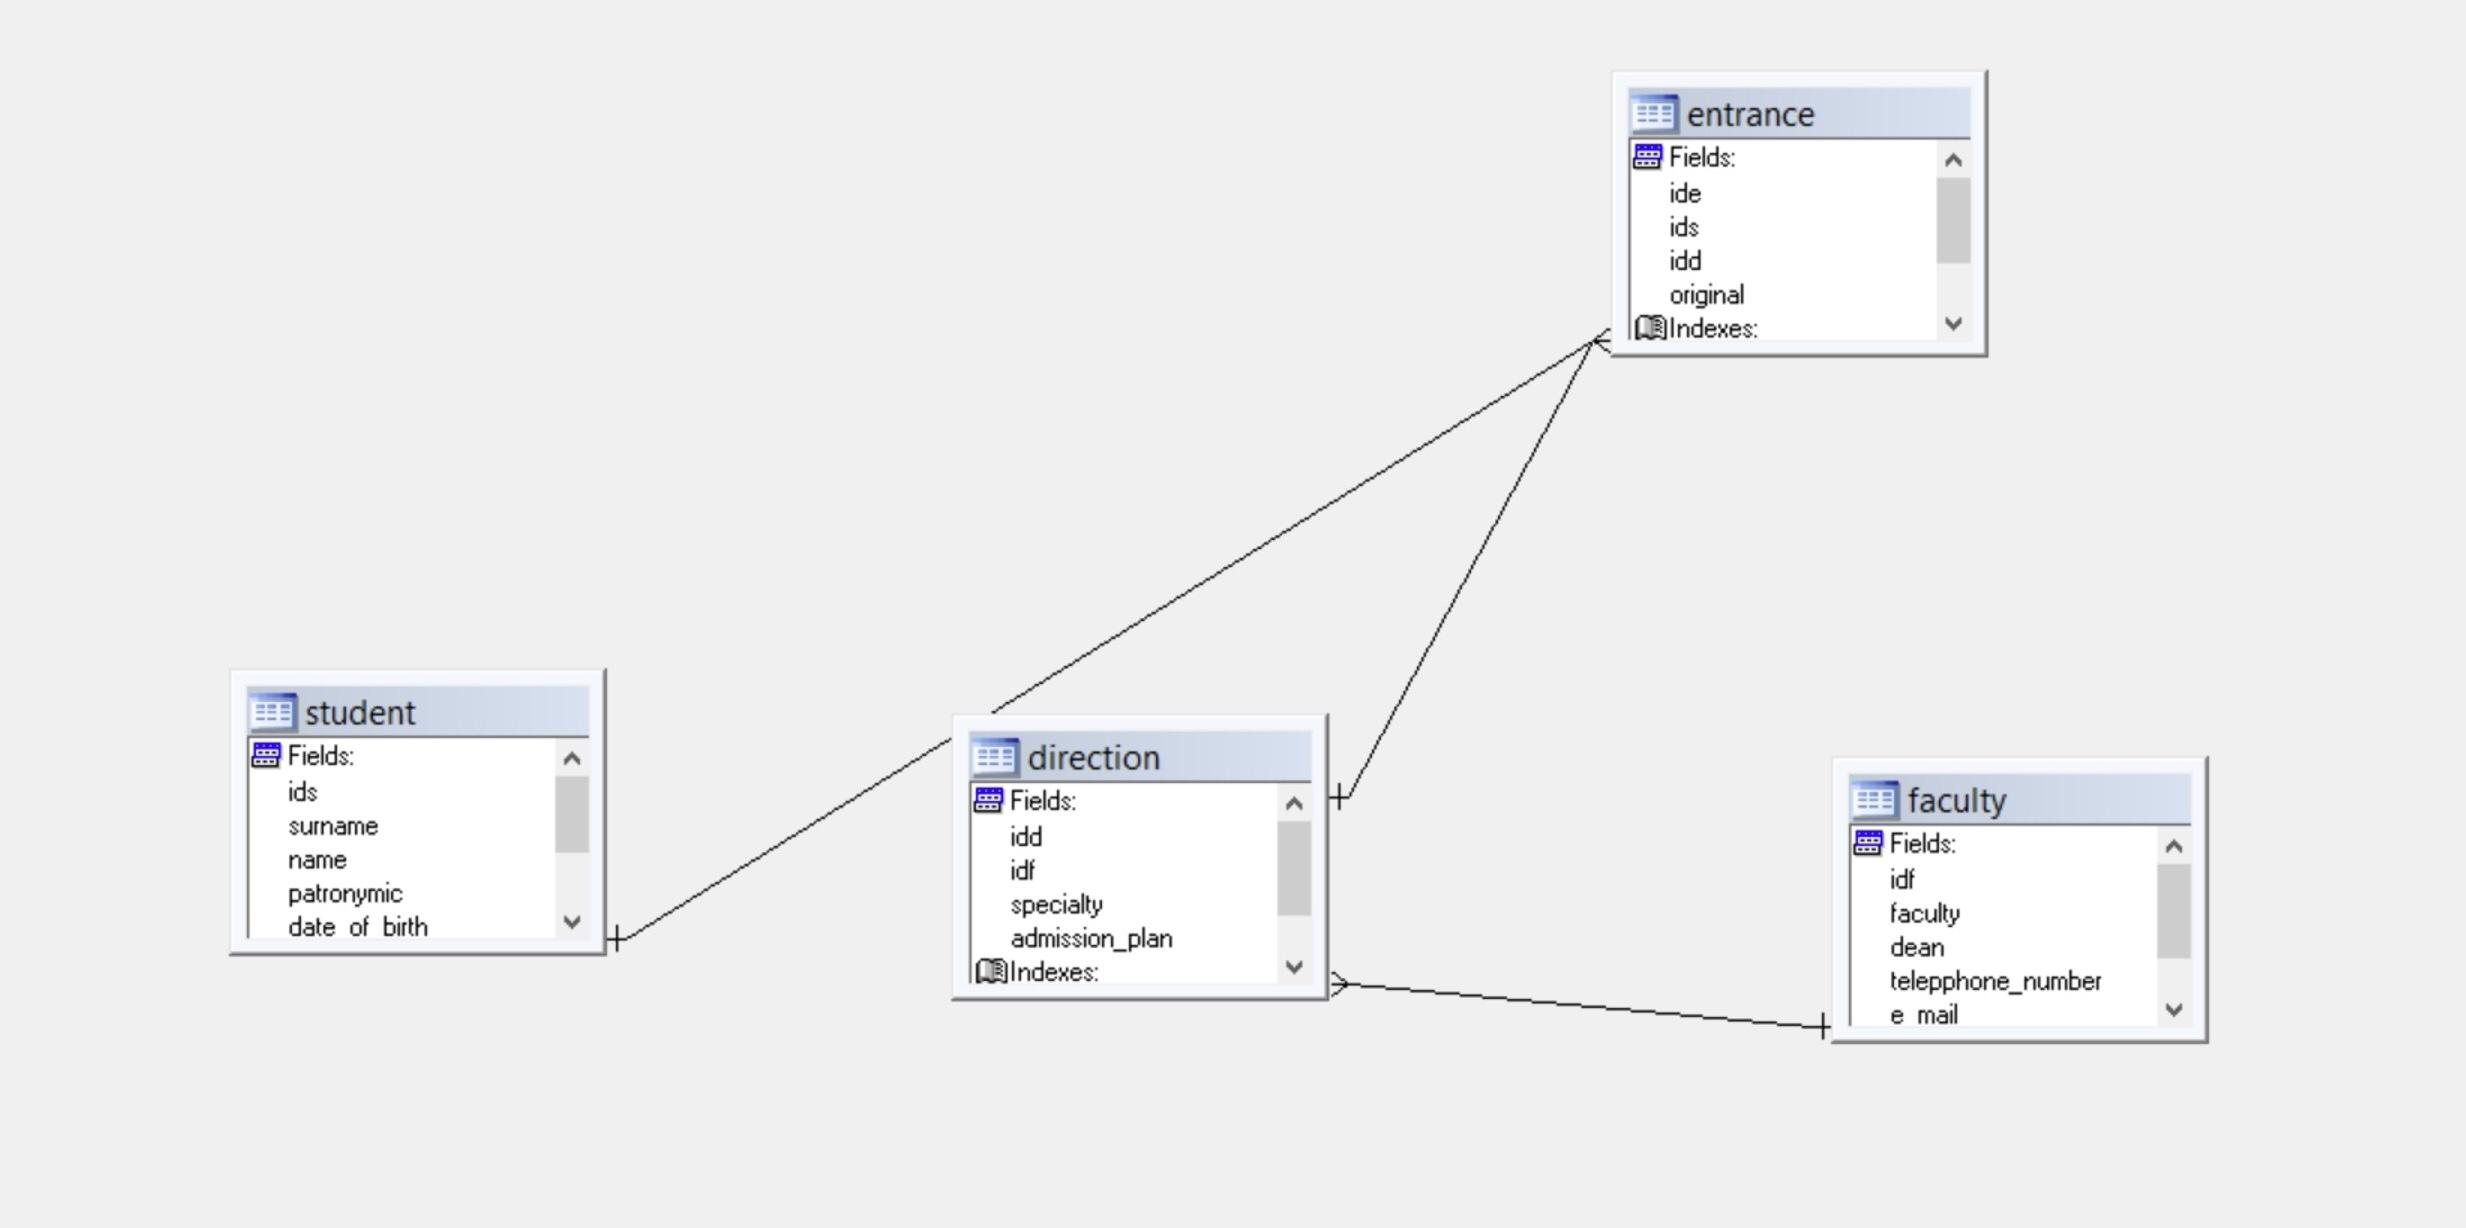 entrance
Fields:
ide
ids
idd
original
Indexes:
student
Fields:
ids
surname
name
patronymic
date_of_birth
direction
Fields:
idd
idf
specialty
admission_plan
Indexes:
faculty
Fields:
idf
faculty
dean
telepphone_number
e_mail